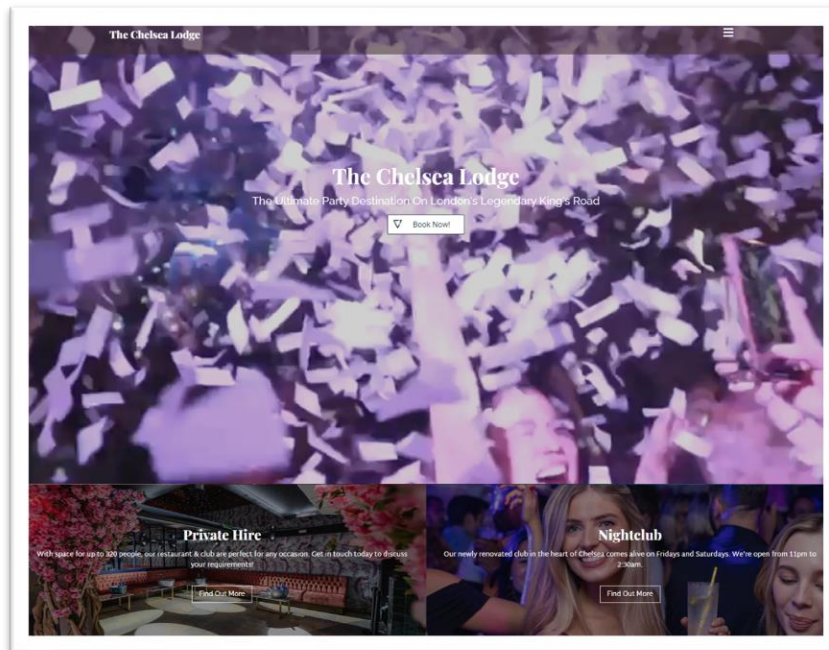 The Chelsea Lodge
The Chelsea Lodge
The Ultimate Party Destination On London's Legendary King's Road
Book Now!
Private Hire
With space for up to 320 people, our restaurant & club are perfect for any occasion. Get in touch today to discuss
your requirements!
Find Out More
Nightclub
Our newly renovated club in the heart of Chelsea comes alive on Fridays and Saturdays. We're open from 11pm to
2:30am.
Find Out More